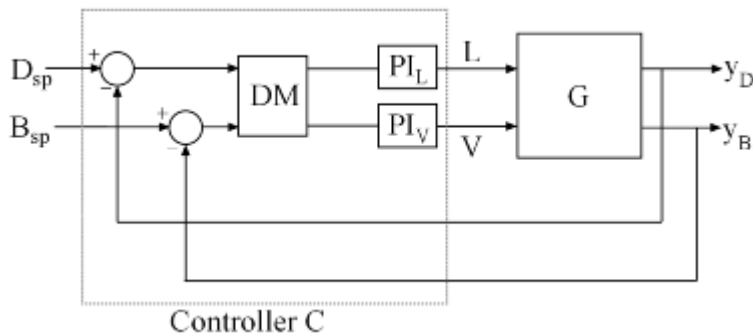 +
D_sp
−
DM
PI_L
L
G
y_D
+
B_sp
−
PI_V
V
y_B
Controller C